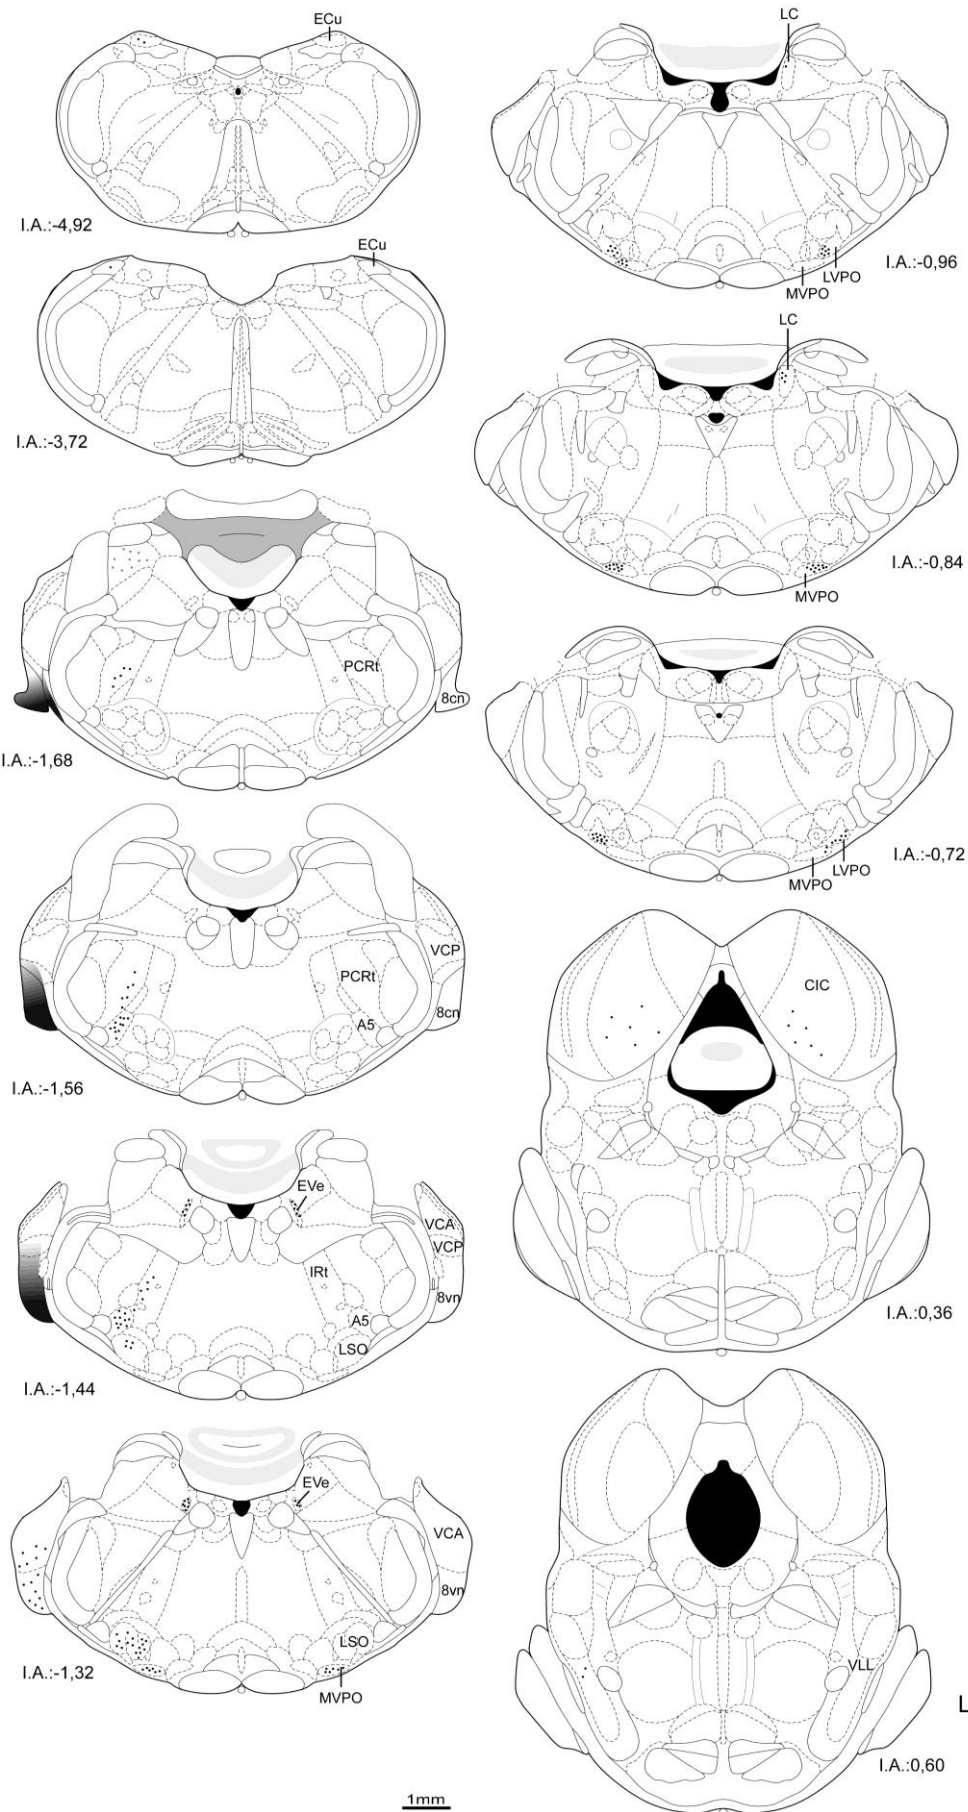 ECu
I.A.:-4,92
ECu
I.A.:-3,72
PCRt
8cn
I.A.:-1,68
VCP
PCRt
8cn
A5
I.A.:-1,56
EVe
VCA
VCP
IRt
8vn
A5
LSO
I.A.:-1,44
EVe
VCA
8vn
LSO
I.A.:-1,32
MVPO
1mm
LC
I.A.:-0,96
LVPO
MVPO
LC
I.A.:-0,84
MVPO
I.A.:-0,72
LVPO
MVPO
CIC
I.A.:0,36
VLL
L
I.A.:0,60